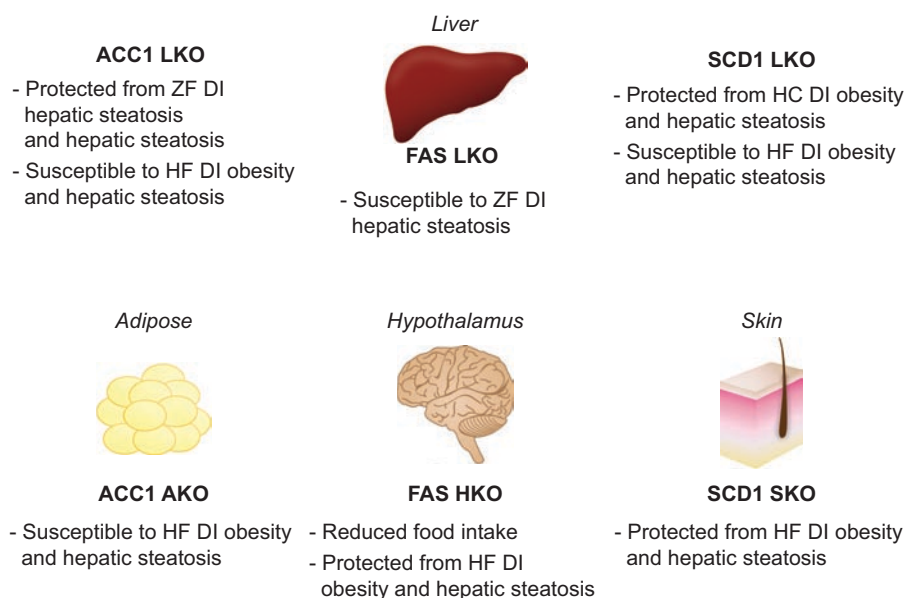 Liver
ACC1 LKO
- Protected from ZF DI
hepatic steatosis
and hepatic steatosis
- Susceptible to HF DI obesity
and hepatic steatosis
FAS LKO
- Susceptible to ZF DI
hepatic steatosis
SCD1 LKO
- Protected from HC DI obesity
and hepatic steatosis
- Susceptible to HF DI obesity
and hepatic steatosis
Adipose
ACC1 AKO
- Susceptible to HF DI obesity
and hepatic steatosis
Hypothalamus
FAS HKO
- Reduced food intake
- Protected from HF DI
obesity and hepatic steatosis
Skin
SCD1 SKO
- Protected from HF DI obesity
and hepatic steatosis